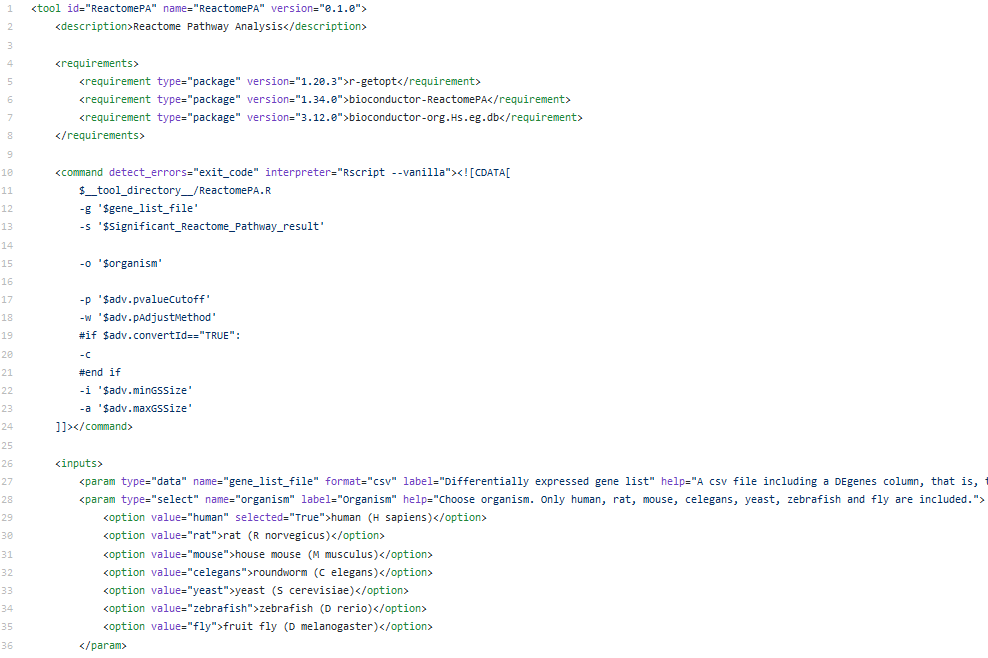 1 <tool id="ReactomePA" name="ReactomePA" version="0.1.0">
2 <description>Reactome Pathway Analysis</description>
3
4 <requirements>
5 <requirement type="package" version="1.20.3">r-getopt</requirement>
6 <requirement type="package" version="1.34.0">bioconductor-ReactomePA</requirement>
7 <requirement type="package" version="3.12.0">bioconductor-org.Hs.eg.db</requirement>
8 </requirements>
9
10 <command detect_errors="exit_code" interpreter="Rscript --vanilla"><![CDATA[
11 $__tool_directory__/ReactomePA.R
12 -g '$gene_list_file'
13 -s '$Significant_Reactome_Pathway_result'
14
15 -o '$organism'
16
17 -p '$adv.pvalueCutoff'
18 -w '$adv.pAdjustMethod'
19 #if $adv.convertId=="TRUE":
20 -c
21 #end if
22 -i '$adv.minGSSize'
23 -a '$adv.maxGSSize'
24 ]]></command>
25
26 <inputs>
27 <param type="data" name="gene_list_file" format="csv" label="Differentially expressed gene list" help="A csv file including a DEgenes column, that is,
28 <param type="select" name="organism" label="Organism" help="Choose organism. Only human, rat, mouse, celegans, yeast, zebrafish and fly are included.">
29 <option value="human" selected="True">human (H sapiens)</option>
30 <option value="rat">rat (R norvegicus)</option>
31 <option value="mouse">house mouse (M musculus)</option>
32 <option value="celegans">roundworm (C elegans)</option>
33 <option value="yeast">yeast (S cerevisiae)</option>
34 <option value="zebrafish">zebrafish (D rerio)</option>
35 <option value="fly">fruit fly (D melanogaster)</option>
36 </param>